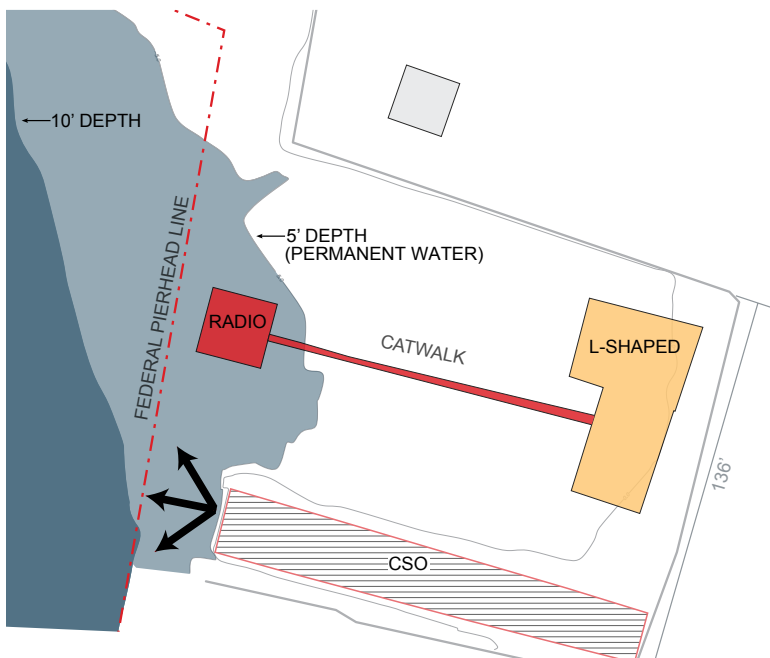 10' DEPTH
FEDERAL PIERHEAD LINE
5' DEPTH
(PERMANENT WATER)
RADIO
CATWALK
L-SHAPED
136'
CSO